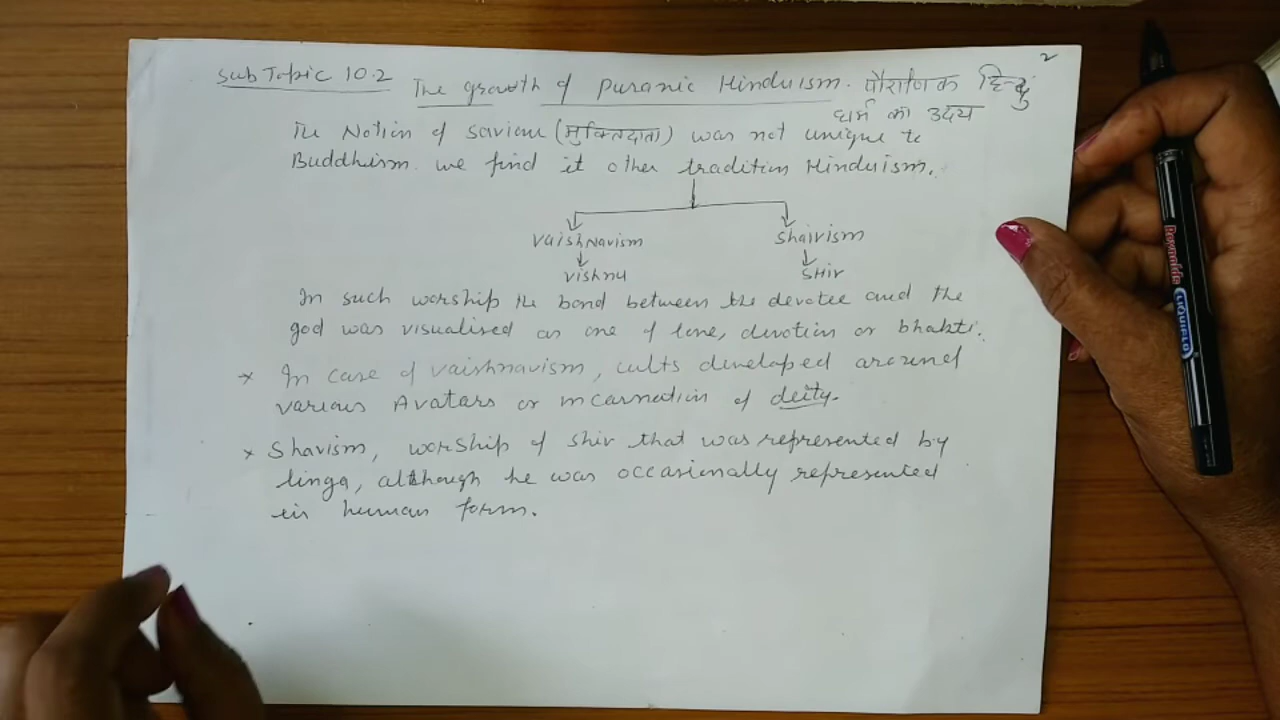 2
Sub Topic 10.2 The growth of Puranic Hinduism. पौराणिक हिन्दु
धर्म का उदय
The Notion of saviour (मुक्तिदाता) was not unique to
Buddhism. we find it other tradition Hinduism.
Vaishnavism Shaivism
Vishnu Shiv
In such worship the bond between the devotee and the
god was visualised as one of love, devotion or bhakti.
* In case of vaishnavism, cults developed around
various Avatars or incarnation of deity.
* Shavism, worship of shiv that was represented by
linga, although he was occasionally represented
in human form.
Reynolds LIQUIFLO